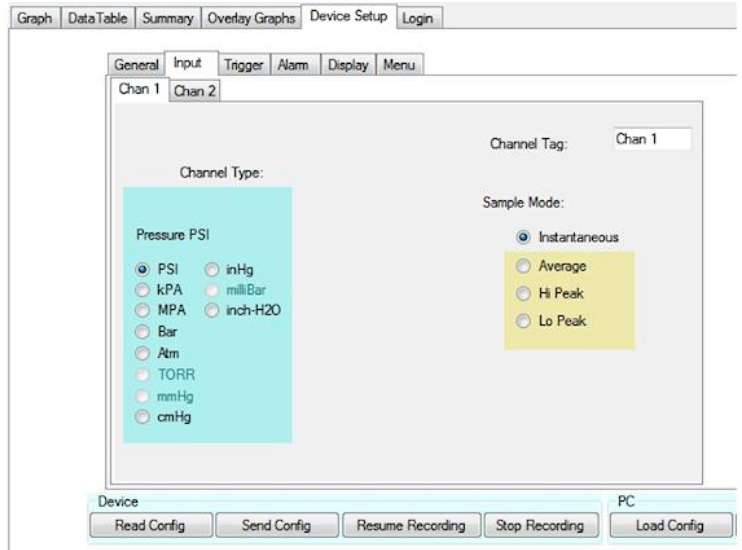 Graph Data Table Summary Overlay Graphs Device Setup Login
General Input Trigger Alarm Display Menu
Chan 1 Chan 2
Channel Tag: Chan 1
Channel Type:
Sample Mode:
Pressure PSI
Instantaneous
PSI inHg
Average
kPA milliBar
Hi Peak
MPA inch-H2O
Lo Peak
Bar
Atm
TORR
mmHg
cmHg
Device
PC
Read Config Send Config Resume Recording Stop Recording Load Config